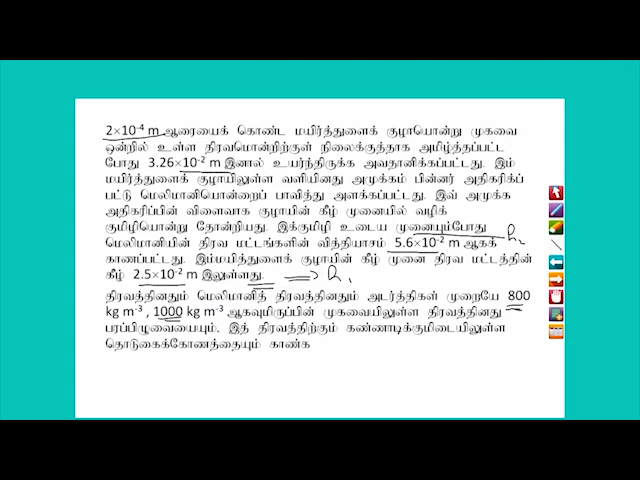 2×10-4 m ஆரையைக் கொண்ட மயிர்த்துளைக் குழாயொன்று முகவை
ஒன்றில் உள்ள திரவமொன்றிற்குள் நிலைக்குத்தாக அமிழ்த்தப்பட்ட
போது 3.26×10-2 m இனால் உயர்ந்திருக்க அவதானிக்கப்பட்டது. இம்
மயிர்த்துளைக் குழாயிலுள்ள வளியினது அமுக்கம் பின்னர் அதிகரிக்ப்
பட்டு மெலிமானியொன்றைப் பாவித்து அளக்கப்பட்டது. இவ் அமுக்க
அதிகரிப்பின் விளைவாக குழாயின் கீழ் முனையில் வழிக்
குமிழியொன்று தோன்றியது. இக்குமிழி உடைய முனையும்போது h2
மெலிமானியின் திரவ மட்டங்களின் வித்தியாசம் 5.6×10-2 m ஆகக்
காணப்பட்டது. இம்மயித்துளைக் குழாயின் கீழ் முனை திரவ மட்டத்தின்
கீழ் 2.5×10-2 m இலுள்ளது. => h1
திரவத்தினதும் மெலிமானித் திரவத்தினதும் அடர்த்திகள் முறையே 800
kg m-3 , 1000 kg m-3 ஆகவுமிருப்பின் முகவையிலுள்ள திரவத்தினது
பரப்பிழுவையையும், இத் திரவத்திற்கும் கண்ணாடிக்குமிடையிலுள்ள
தொடுகைக்கோணத்தையும் காண்க